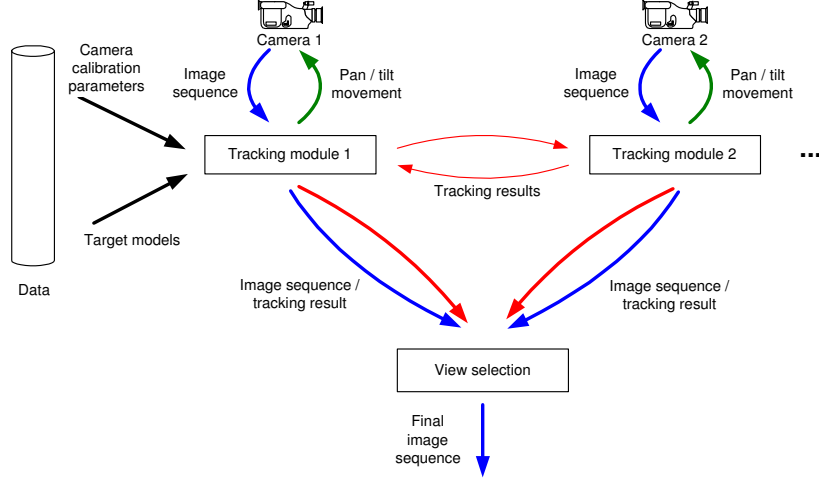 Camera 1
Camera 2
Camera
calibration
parameters
Image
sequence
Pan / tilt
movement
Image
sequence
Pan / tilt
movement
Tracking module 1
Tracking module 2
...
Tracking results
Target models
Data
Image sequence /
tracking result
Image sequence /
tracking result
View selection
Final
image
sequence